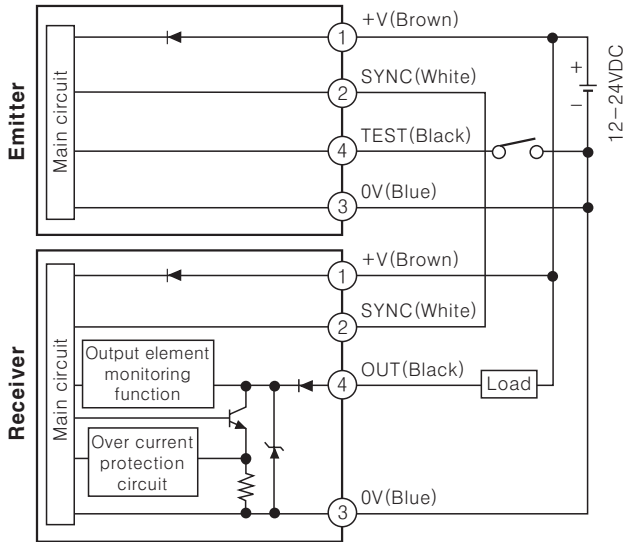 Emitter
Main circuit
1
+V(Brown)
2
SYNC(White)
4
TEST(Black)
3
0V(Blue)
+
−
12−24VDC
Receiver
Main circuit
1
+V(Brown)
2
SYNC(White)
Output element
monitoring
function
4
OUT(Black)
Load
Over current
protection
circuit
3
0V(Blue)